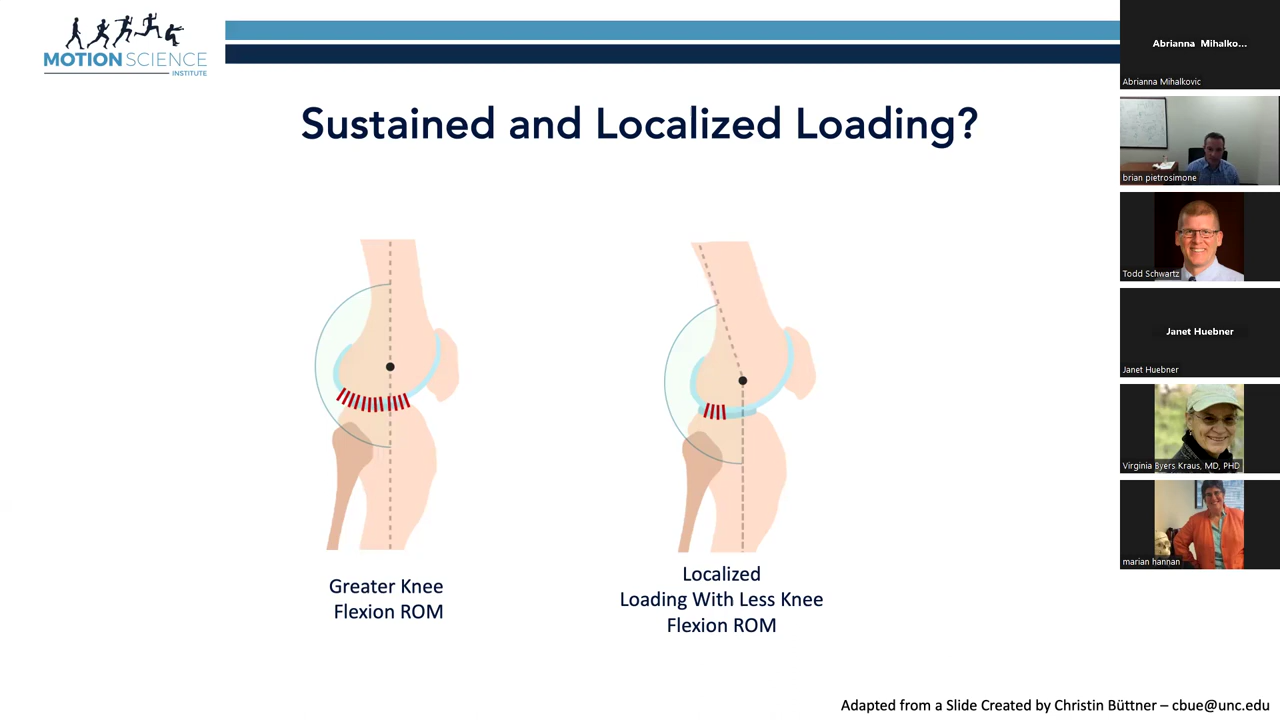 MOTION SCIENCE
INSTITUTE
Sustained and Localized Loading?
Greater Knee
Flexion ROM
Localized
Loading With Less Knee
Flexion ROM
Adapted from a Slide Created by Christin Büttner – cbue@unc.edu
Abrianna Mihalko...
Abrianna Mihalkovic
brian pietrosimone
Todd Schwartz
Janet Huebner
Janet Huebner
Virginia Byers Kraus, MD, PHD
marian hannan